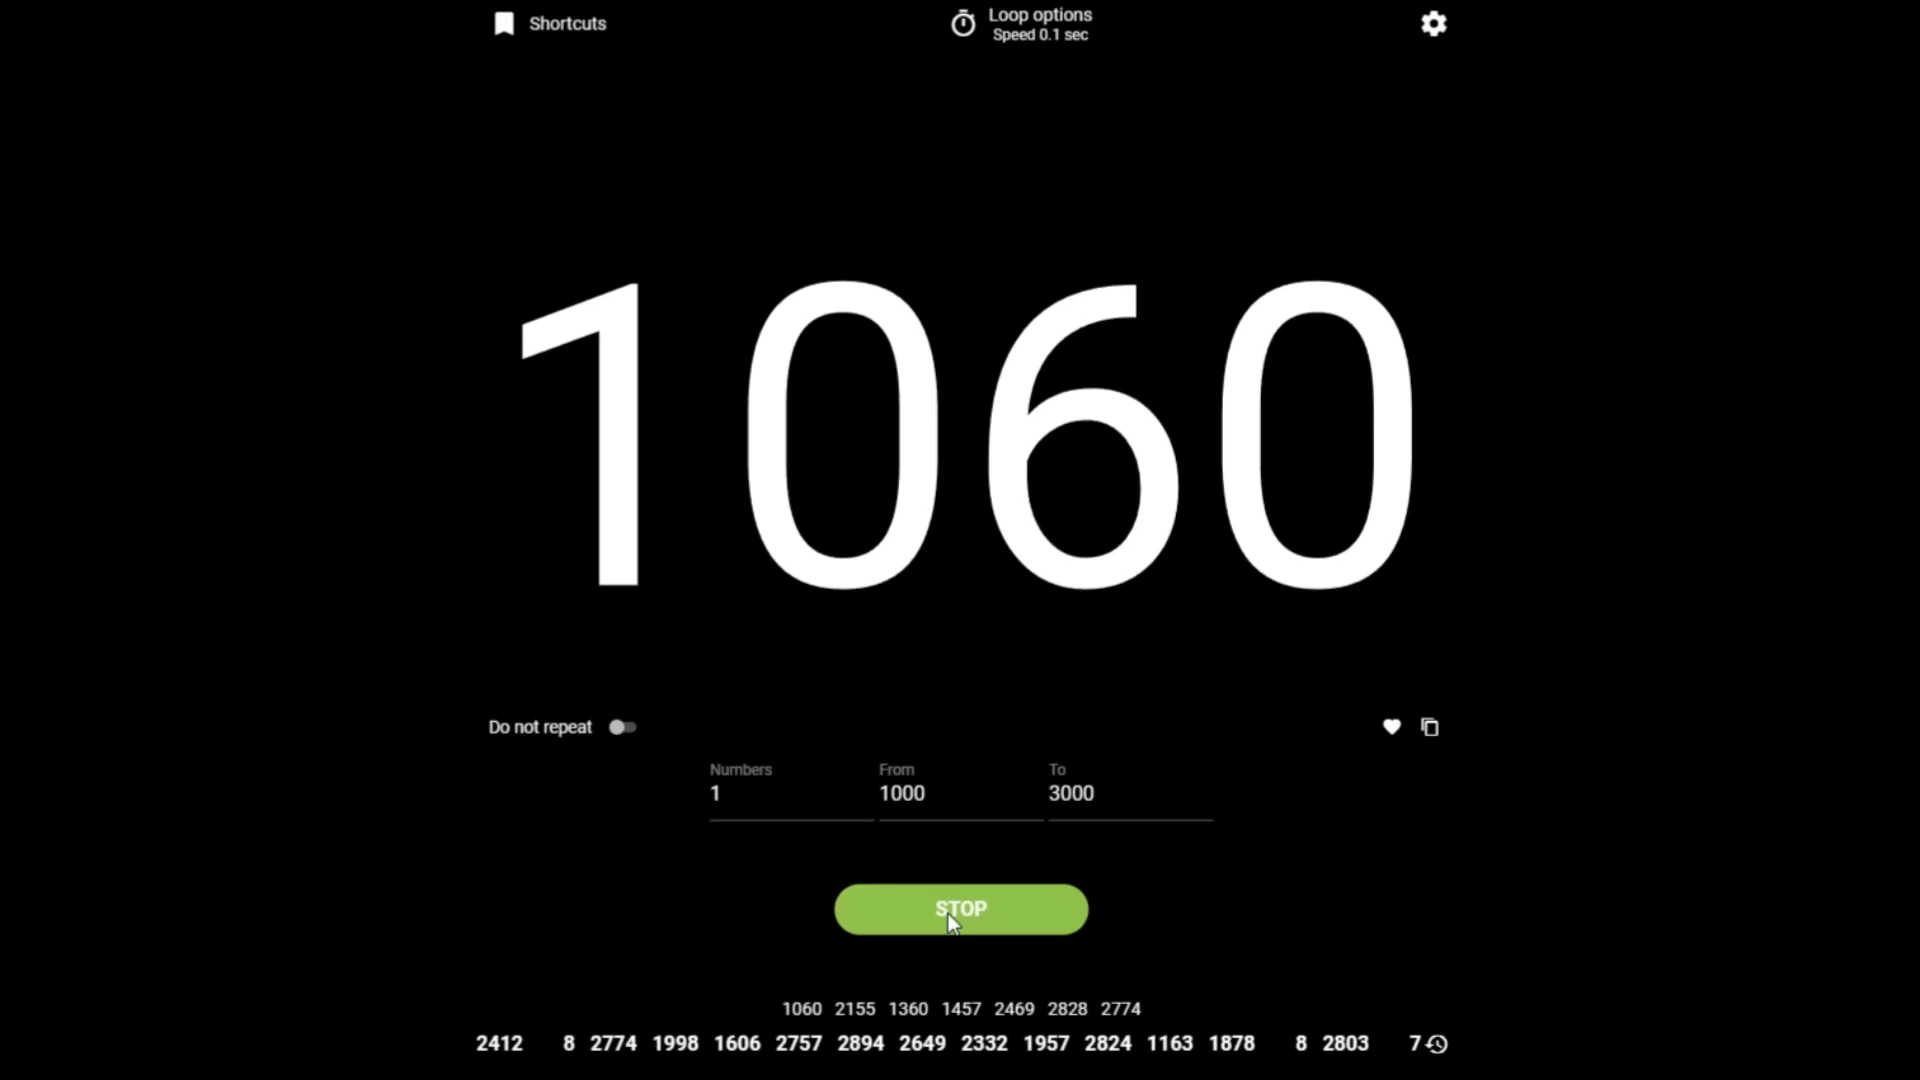 Shortcuts
Loop options
Speed 0.1 sec
1060
Do not repeat
Numbers
From
To
1
1000
3000
STOP
1060 2155 1360 1457 2469 2828 2774
2412 8 2774 1998 1606 2757 2894 2649 2332 1957 2824 1163 1878 8 2803 7